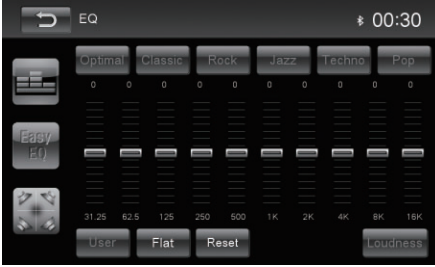 EQ 00:30
Optimal Classic Rock Jazz Techno Pop
0 0 0 0 0 0 0 0 0 0
Easy
EQ
31.25 62.5 125 250 500 1K 2K 4K 8K 16K
User Flat Reset Loudness